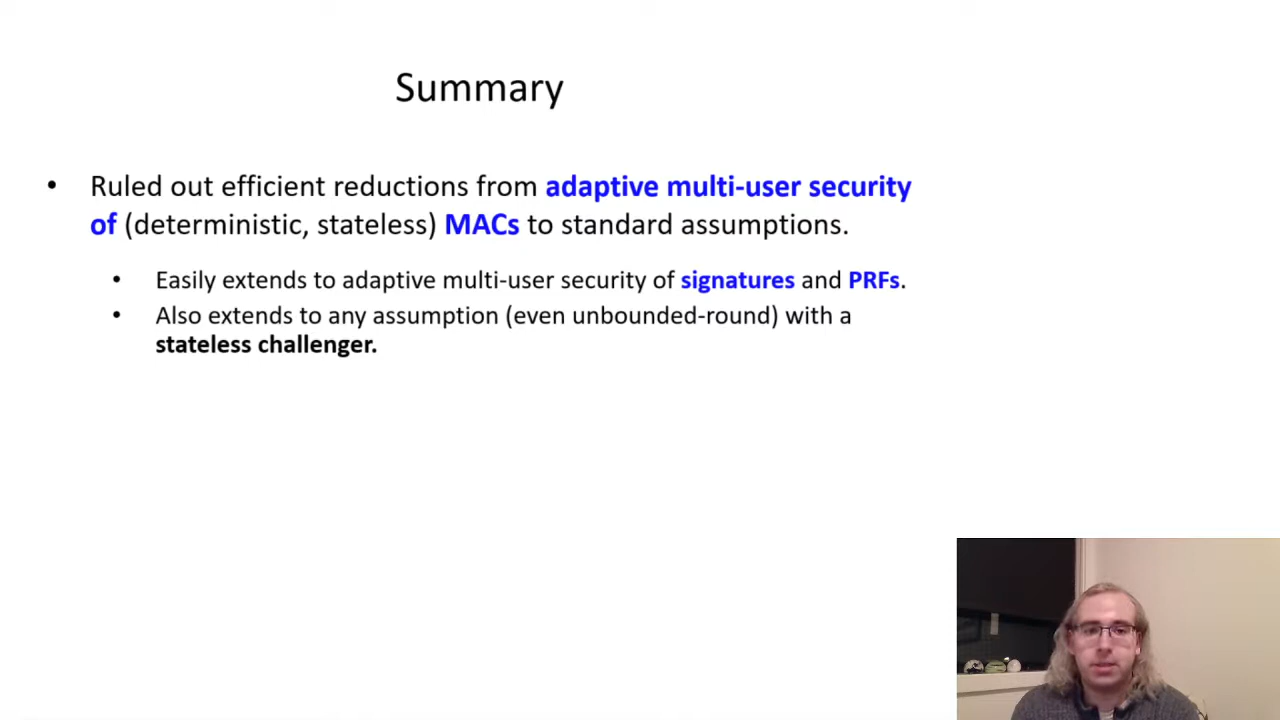 Summary
• Ruled out efficient reductions from adaptive multi-user security
of (deterministic, stateless) MACs to standard assumptions.
• Easily extends to adaptive multi-user security of signatures and PRFs.
• Also extends to any assumption (even unbounded-round) with a
stateless challenger.